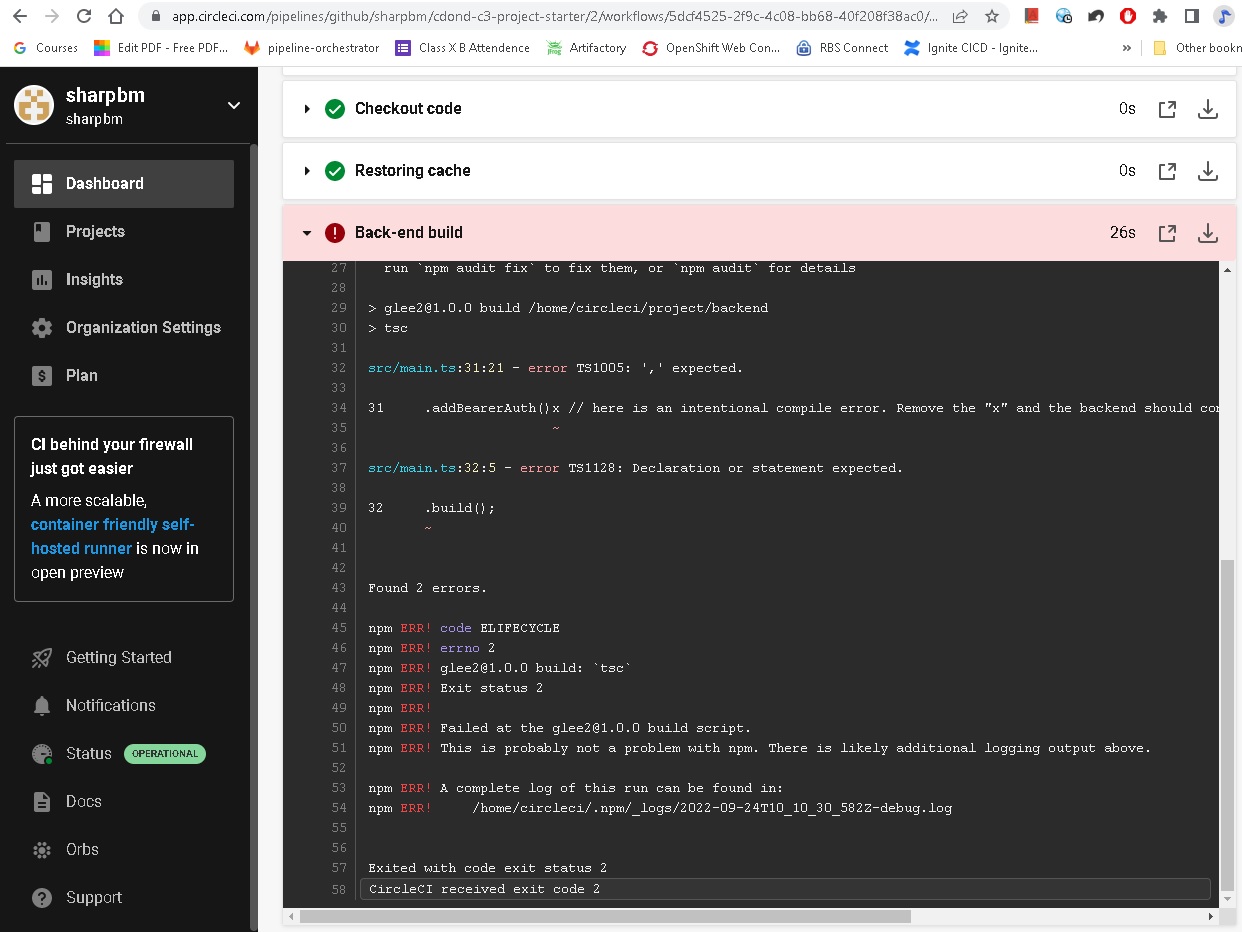 app.circleci.com/pipelines/github/sharpbm/cdond-c3-project-starter/2/workflows/5dcf4525-2f9c-4c08-bb68-40f208f38ac0/...
Courses
Edit PDF - Free PDF...
pipeline-orchestrator
Class X B Attendence
Artifactory
OpenShift Web Con...
RBS Connect
Ignite CICD - Ignite...
»
Other bookn
sharpbm
sharpbm
Dashboard
Projects
Insights
Organization Settings
Plan
CI behind your firewall
just got easier
A more scalable,
container friendly self-
hosted runner is now in
open preview
Getting Started
Notifications
Status OPERATIONAL
Docs
Orbs
Support
Checkout code 0s
Restoring cache 0s
Back-end build 26s
27 run `npm audit fix` to fix them, or `npm audit` for details
28
29 > glee2@1.0.0 build /home/circleci/project/backend
30 > tsc
31
32 src/main.ts:31:21 - error TS1005: ',' expected.
33
34 31     .addBearerAuth()x // here is an intentional compile error. Remove the "x" and the backend should co
35 ~
36
37 src/main.ts:32:5 - error TS1128: Declaration or statement expected.
38
39 32     .build();
40 ~
41
42
43 Found 2 errors.
44
45 npm ERR! code ELIFECYCLE
46 npm ERR! errno 2
47 npm ERR! glee2@1.0.0 build: `tsc`
48 npm ERR! Exit status 2
49 npm ERR!
50 npm ERR! Failed at the glee2@1.0.0 build script.
51 npm ERR! This is probably not a problem with npm. There is likely additional logging output above.
52
53 npm ERR! A complete log of this run can be found in:
54 npm ERR!     /home/circleci/.npm/_logs/2022-09-24T10_10_30_582Z-debug.log
55
56
57 Exited with code exit status 2
58 CircleCI received exit code 2